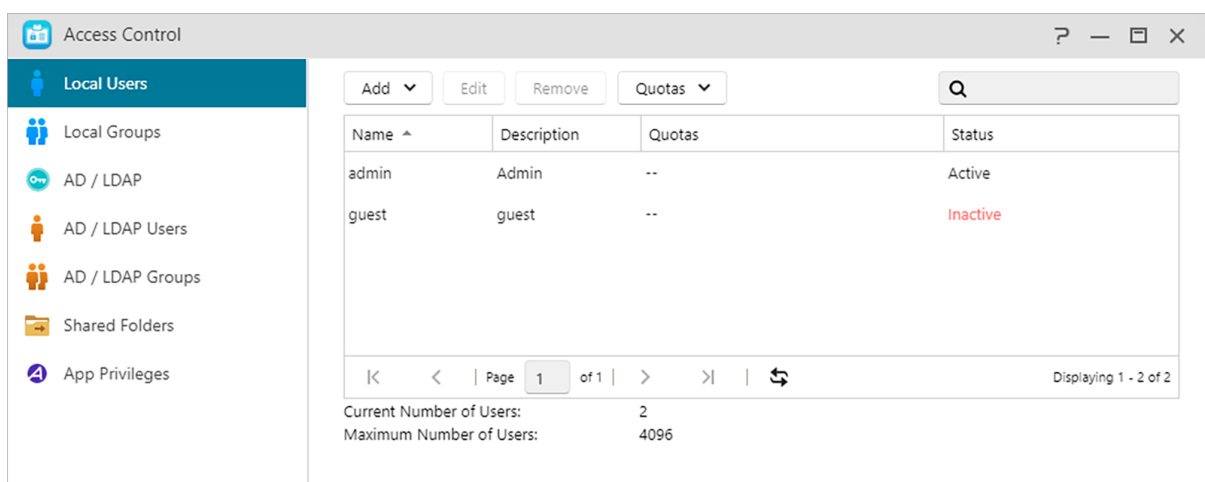 Access Control
Local Users
Local Groups
AD / LDAP
AD / LDAP Users
AD / LDAP Groups
Shared Folders
App Privileges
Add Edit Remove Quotas
Name Description Quotas Status
admin Admin -- Active
guest guest -- Inactive
Page 1 of 1 Displaying 1 - 2 of 2
Current Number of Users: 2
Maximum Number of Users: 4096